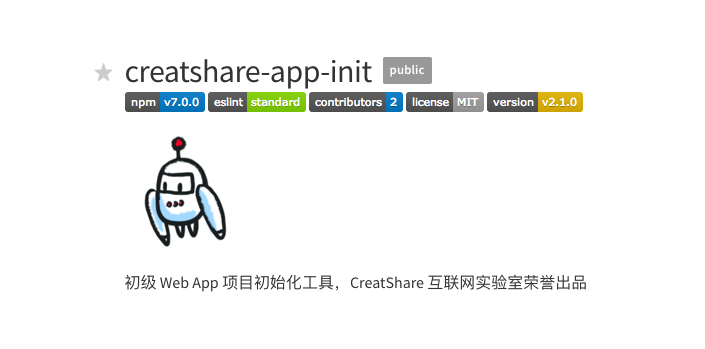 creatshare-app-init public
npm v7.0.0 eslint standard contributors 2 license MIT version v2.1.0
初级 Web App 项目初始化工具，CreatShare 互联网实验室荣誉出品